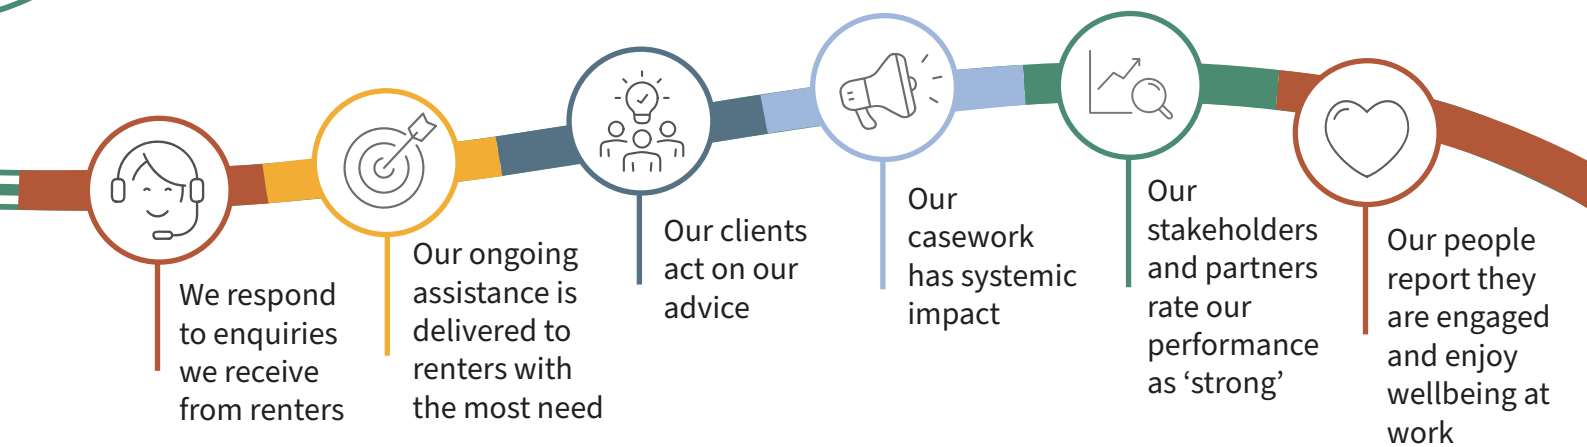 We respond
to enquiries
we receive
from renters
Our ongoing
assistance is
delivered to
renters with
the most need
Our clients
act on our
advice
Our
casework
has systemic
impact
Our
stakeholders
and partners
rate our
performance
as ‘strong’
Our people
report they
are engaged
and enjoy
wellbeing at
work